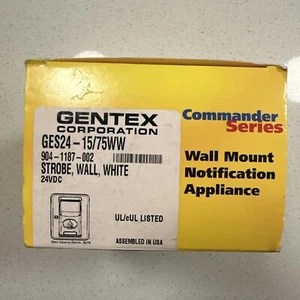 GENTEX
CORPORATION
GES24-15/75WW
904-1187-002
STROBE, WALL, WHITE
24VDC
UL/cUL LISTED
ASSEMBLED IN USA
Commander
Series
Wall Mount
Notification
Appliance